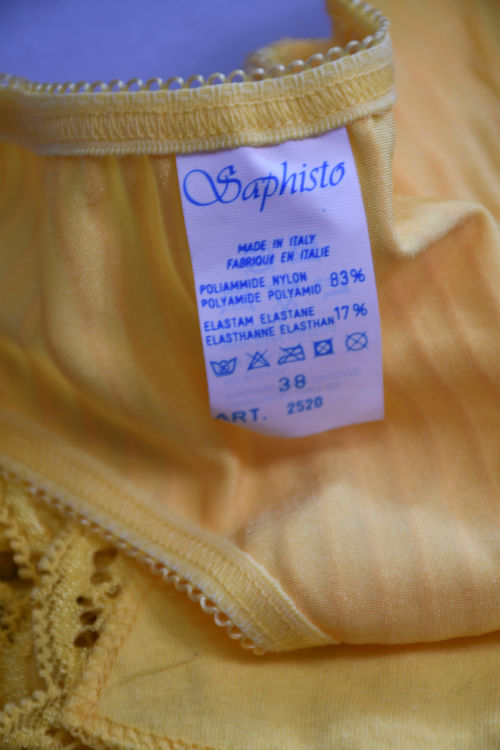 Saphisto
MADE IN ITALY
FABRIQUE EN ITALIE
POLIAMMIDE NYLON 83%
POLYAMIDE POLYAMID
ELASTAM ELASTANE 17%
ELASTHANNE ELASTHAN
38
ART. 2520